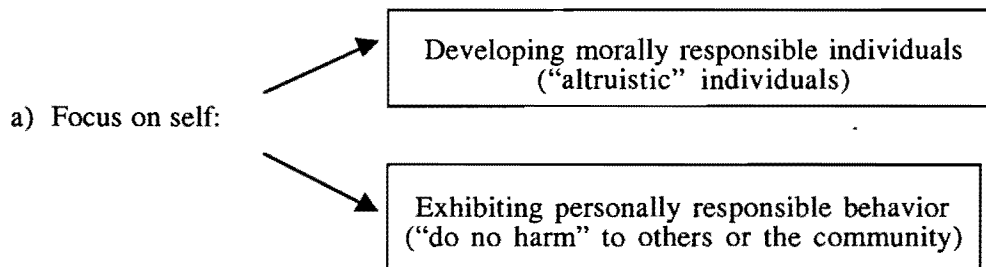 Developing morally responsible individuals
(“altruistic” individuals)
a) Focus on self:
Exhibiting personally responsible behavior
(“do no harm” to others or the community)